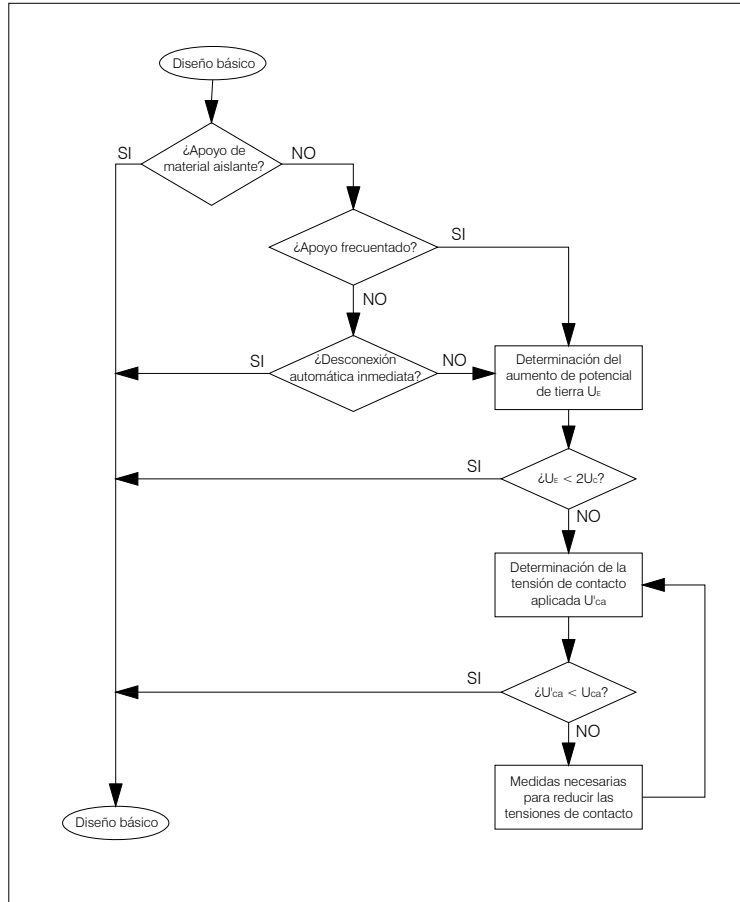 Diseño básico
¿Apoyo de
material aislante?
SI
NO
¿Apoyo frecuentado?
SI
NO
¿Desconexión
automática inmediata?
SI
NO
Determinación del
aumento de potencial
de tierra UE
¿UE < 2UC?
SI
NO
Determinación de la
tensión de contacto
aplicada U'ca
¿U'ca < Uca?
SI
NO
Medidas necesarias
para reducir las
tensiones de contacto
Diseño básico